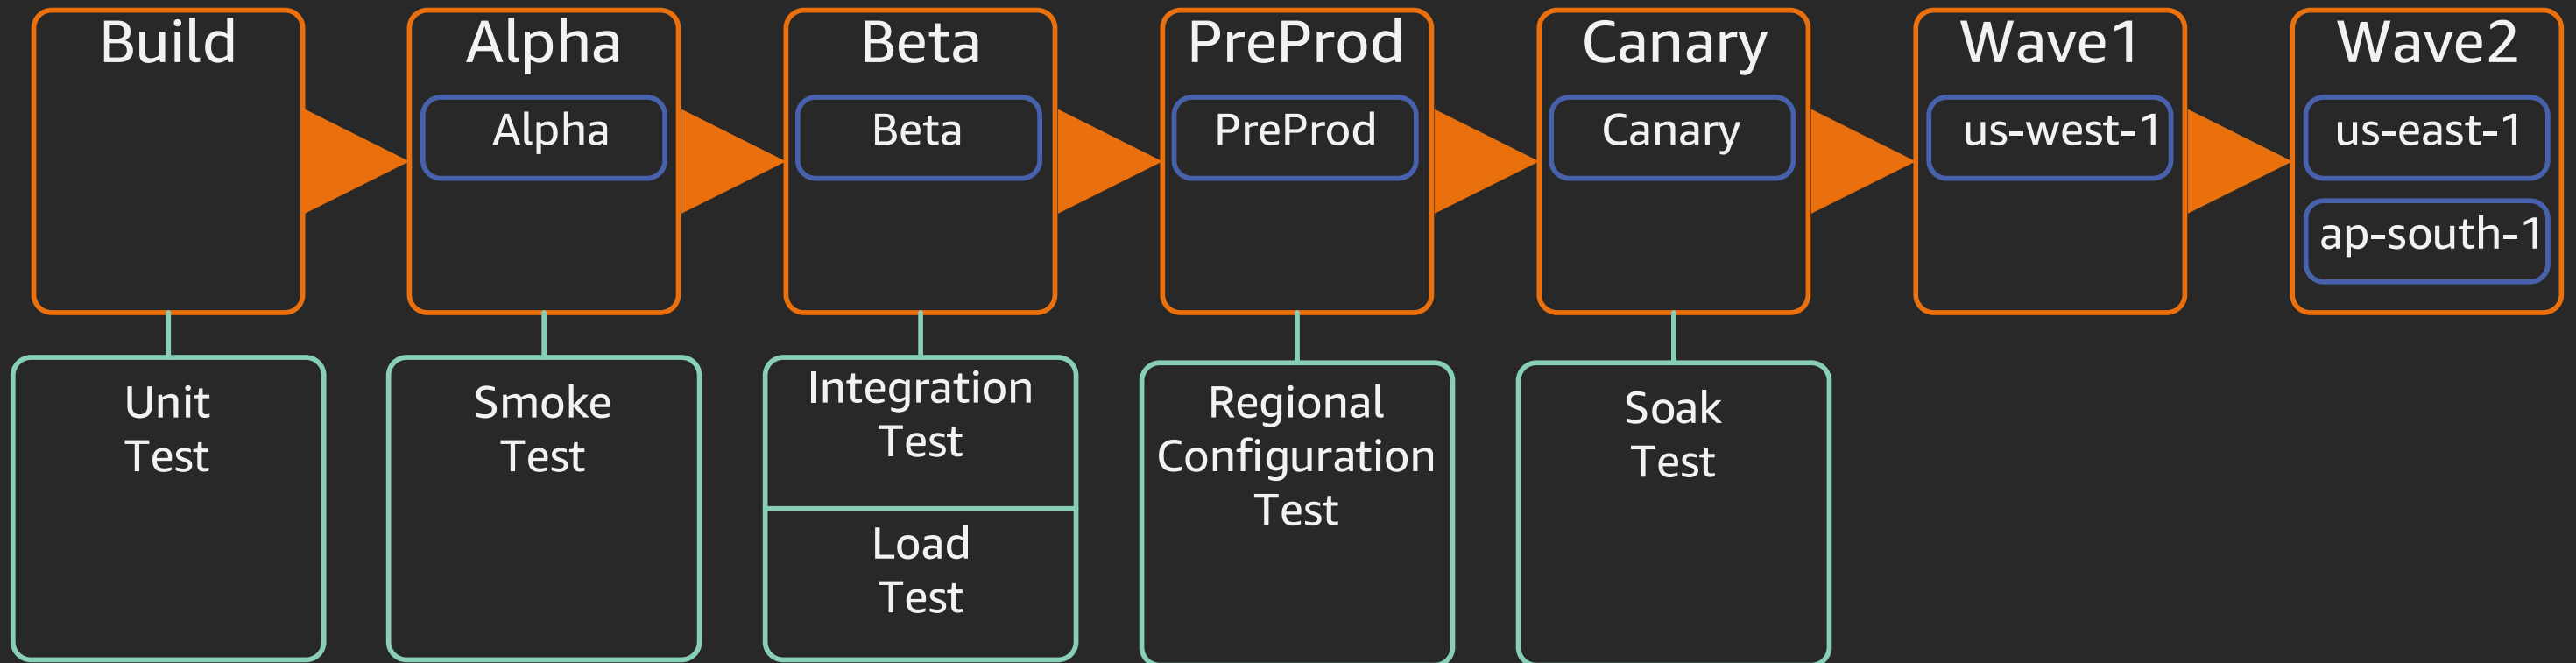 Build
Alpha
Beta
PreProd
Canary
Wave1
Wave2
Alpha
Beta
PreProd
Canary
us-west-1
us-east-1
ap-south-1
Unit
Test
Smoke
Test
Integration
Test
Load
Test
Regional
Configuration
Test
Soak
Test